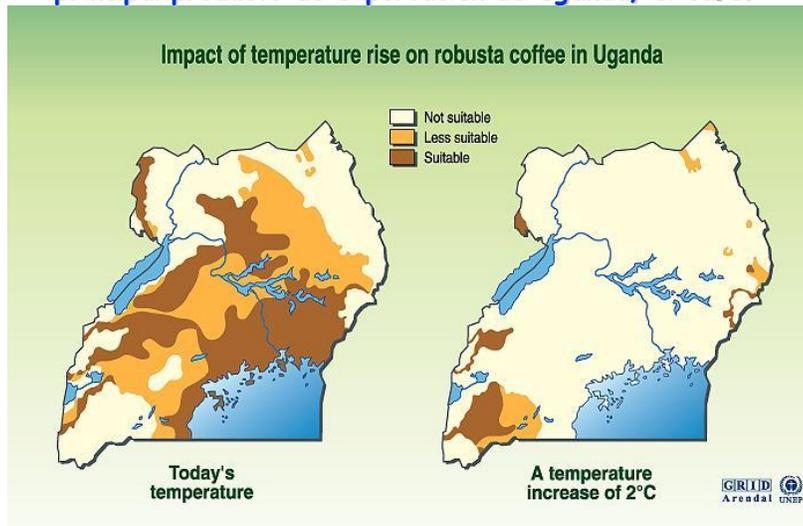 Impact of temperature rise on robusta coffee in Uganda
Not suitable
Less suitable
Suitable
Today's
temperature
A temperature
increase of 2°C
GRID
Arendal
UNEP